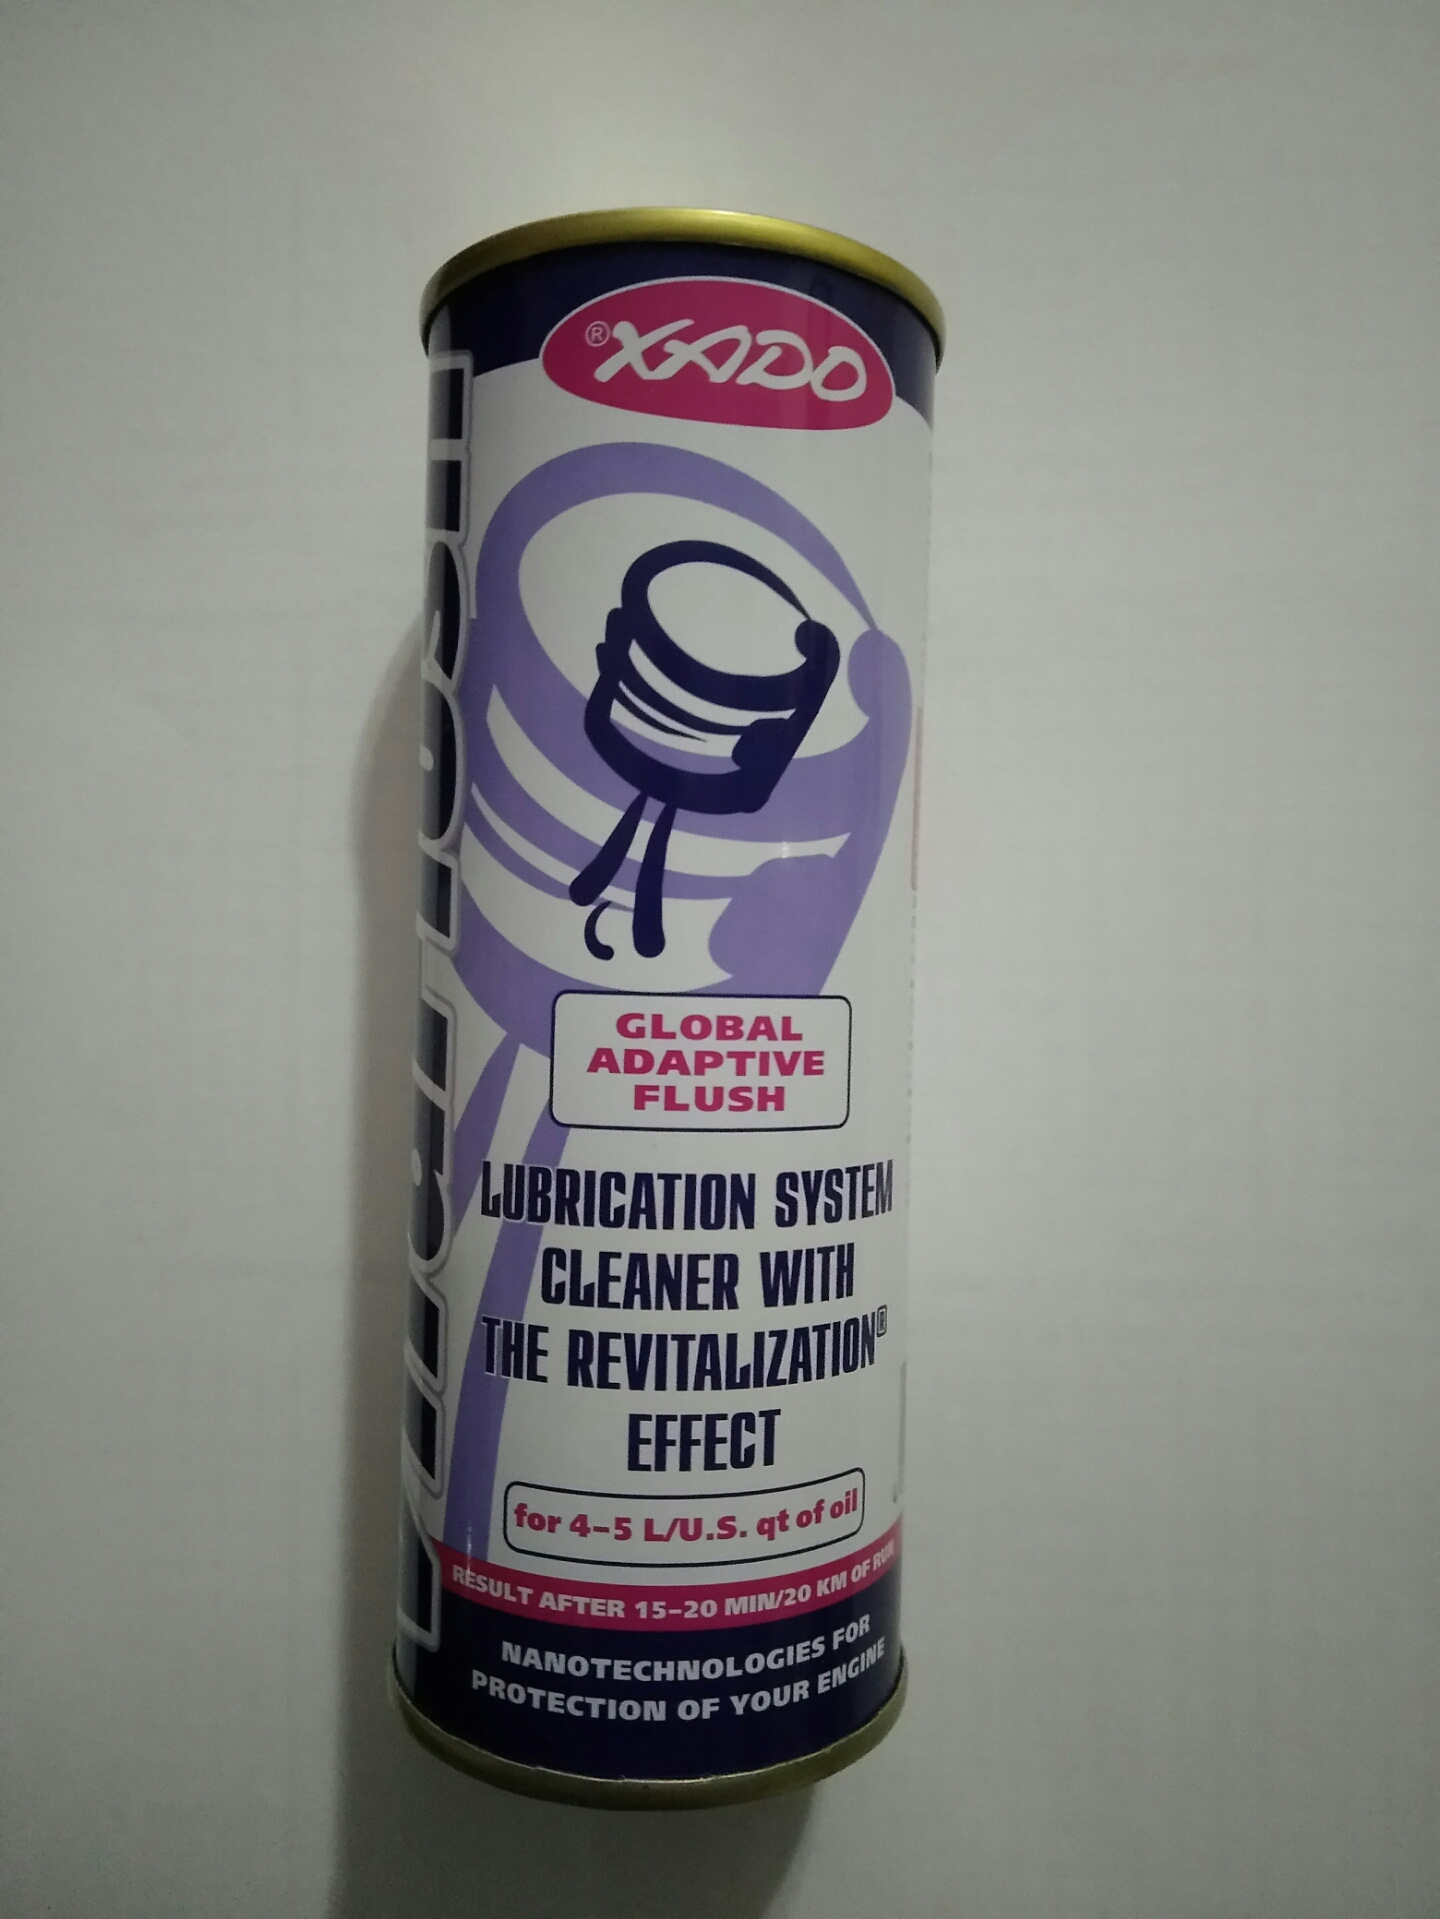 ®XADO
VitaFlush
GLOBAL
ADAPTIVE
FLUSH
LUBRICATION SYSTEM
CLEANER WITH
THE REVITALIZATION®
EFFECT
for 4-5 L/U.S. qt of oil
RESULT AFTER 15-20 MIN/20 KM OF RUN
NANOTECHNOLOGIES FOR
PROTECTION OF YOUR ENGINE